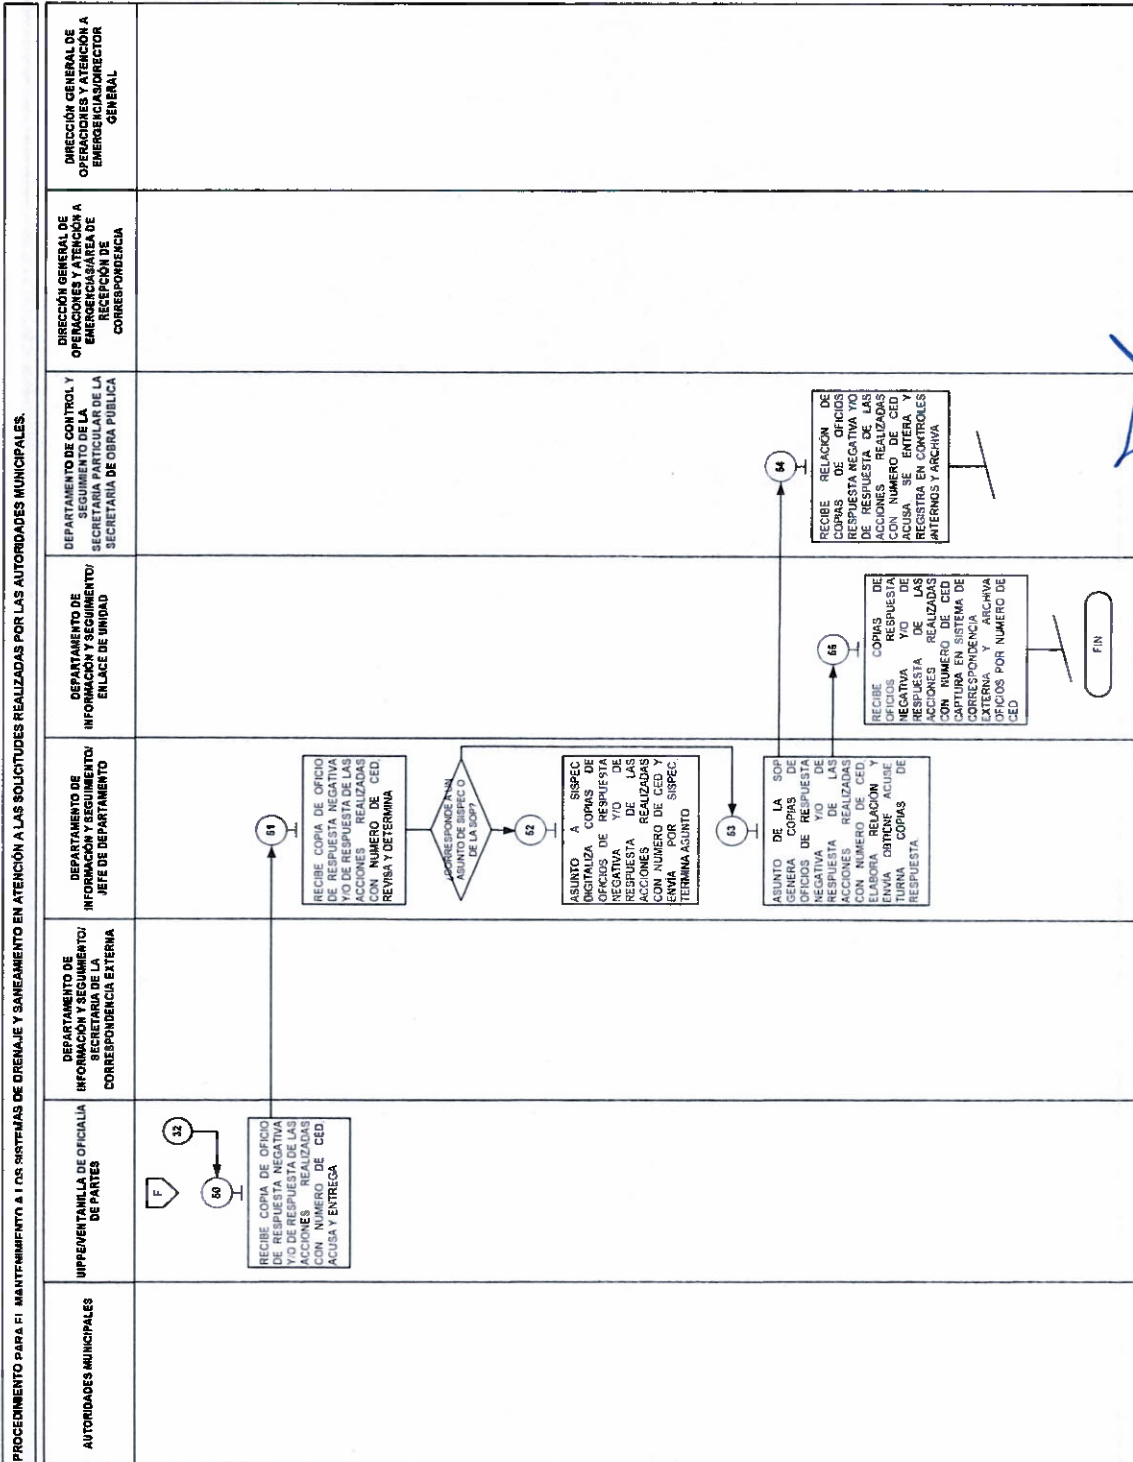 PROCEDIMIENTO PARA EL MANTENIMIENTO A LOS SISTEMAS DE DRENAJE Y SANEAMIENTO EN ATENCIÓN A LAS SOLICITUDES REALIZADAS POR LAS AUTORIDADES MUNICIPALES.
AUTORIDADES MUNICIPALES
UIPPE/VENTANILLA DE OFICIALÍA
DE PARTES
DEPARTAMENTO DE
INFORMACIÓN Y SEGUIMIENTO/
SECRETARIA DE LA
CORRESPONDENCIA EXTERNA
DEPARTAMENTO DE
INFORMACIÓN Y SEGUIMIENTO/
JEFE DE DEPARTAMENTO
DEPARTAMENTO DE
INFORMACIÓN Y SEGUIMIENTO/
ENLACE DE UNIDAD
DEPARTAMENTO DE CONTROL Y
SEGUIMIENTO DE LA
SECRETARIA PARTICULAR DE LA
SECRETARIA DE OBRA PÚBLICA
DIRECCIÓN GENERAL DE
OPERACIONES Y ATENCIÓN A
EMERGENCIAS/ÁREA DE
RECEPCIÓN DE
CORRESPONDENCIA
DIRECCIÓN GENERAL DE
OPERACIONES Y ATENCIÓN A
EMERGENCIAS/DIRECTOR
GENERAL
F
32
50
RECIBE COPIA DE OFICIO
DE RESPUESTA NEGATIVA
Y/O DE RESPUESTA DE LAS
ACCIONES REALIZADAS
CON NUMERO DE CED,
ACUSA Y ENTREGA
51
RECIBE COPIA DE OFICIO
DE RESPUESTA NEGATIVA
Y/O DE RESPUESTA DE LAS
ACCIONES REALIZADAS
CON NUMERO DE CED,
REVISA Y DETERMINA
¿CORRESPONDE A UN
ASUNTO DE SISPEC O
DE LA SOP?
52
ASUNTO A SISPEC
DIGITALIZA COPIAS DE
OFICIOS DE RESPUESTA
NEGATIVA Y/O DE
RESPUESTA DE LAS
ACCIONES REALIZADAS
CON NUMERO DE CED Y
ENVÍA POR SISPEC,
TERMINA ASUNTO
53
ASUNTO DE LA SOP
GENERA COPIAS DE
OFICIOS DE RESPUESTA
NEGATIVA Y/O DE
RESPUESTA DE LAS
ACCIONES REALIZADAS
CON NUMERO DE CED,
ELABORA RELACIÓN Y
ENVIA OBTIENE ACUSE
TURNA COPIAS DE
RESPUESTA
54
RECIBE RELACIÓN DE
COPIAS DE OFICIOS
RESPUESTA NEGATIVA Y/O
DE RESPUESTA DE LAS
ACCIONES REALIZADAS
CON NUMERO DE CED
ACUSA SE ENTERA Y
REGISTRA EN CONTROLES
INTERNOS Y ARCHIVA
55
RECIBE COPIAS DE
OFICIOS RESPUESTA
NEGATIVA Y/O DE
RESPUESTA DE LAS
ACCIONES REALIZADAS
CON NUMERO DE CED
CAPTURA EN SISTEMA DE
CORRESPONDENCIA
EXTERNA Y ARCHIVA
OFICIOS POR NUMERO DE
CED
FIN